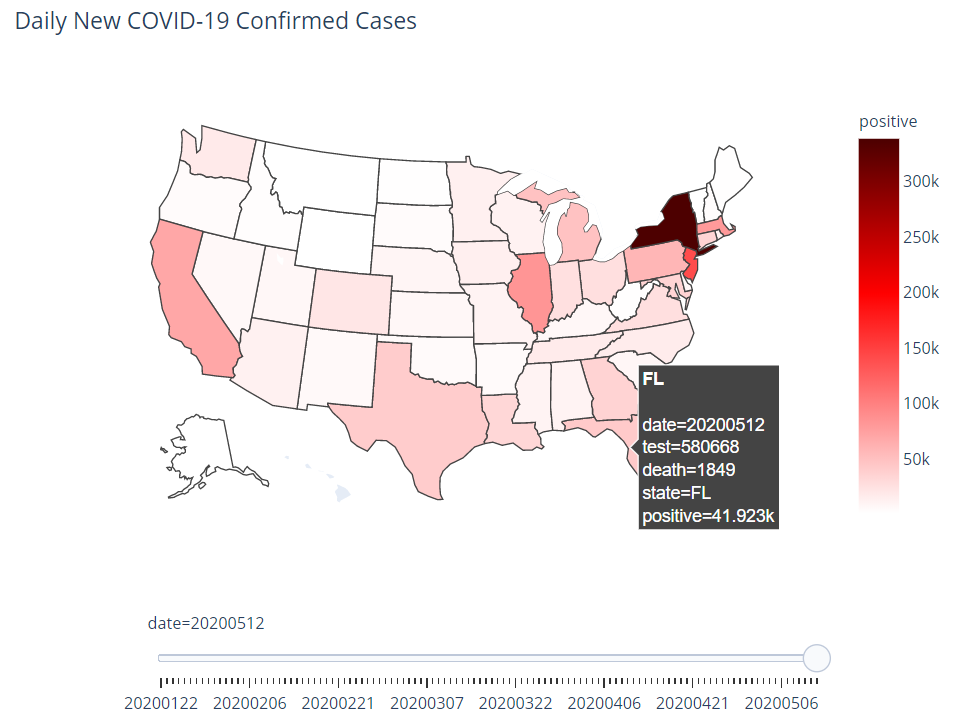 Daily New COVID-19 Confirmed Cases
positive
300k
250k
200k
150k
100k
50k
FL
date=20200512
test=580668
death=1849
state=FL
positive=41.923k
date=20200512
20200122 20200206 20200221 20200307 20200322 20200406 20200421 20200506